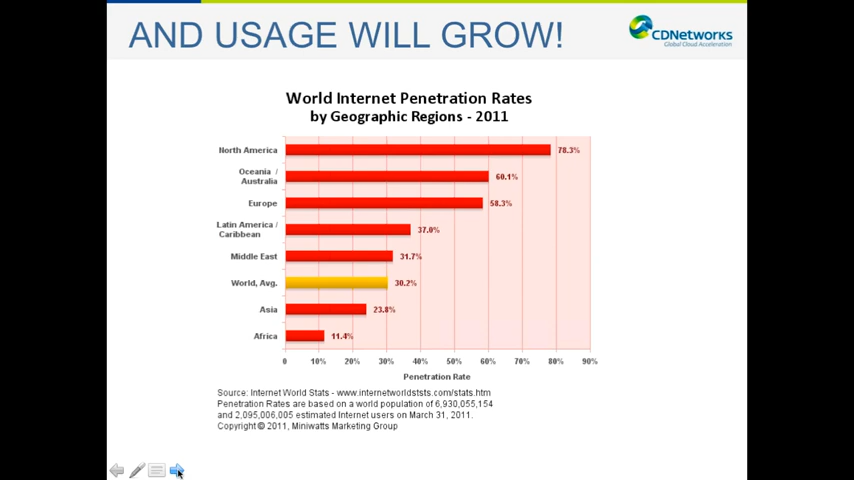 AND USAGE WILL GROW!
CDNetworks
Global Cloud Acceleration
World Internet Penetration Rates
by Geographic Regions - 2011
North America
78.3%
Oceania /
Australia
60.1%
Europe
58.3%
Latin America /
Caribbean
37.0%
Middle East
31.7%
World, Avg.
30.2%
Asia
23.8%
Africa
11.4%
0 10% 20% 30% 40% 50% 60% 70% 80% 90%
Penetration Rate
Source: Internet World Stats - www.internetworldststs.com/stats.htm
Penetration Rates are based on a world population of 6,930,055,154
and 2,095,006,005 estimated Internet users on March 31, 2011.
Copyright © 2011, Miniwatts Marketing Group